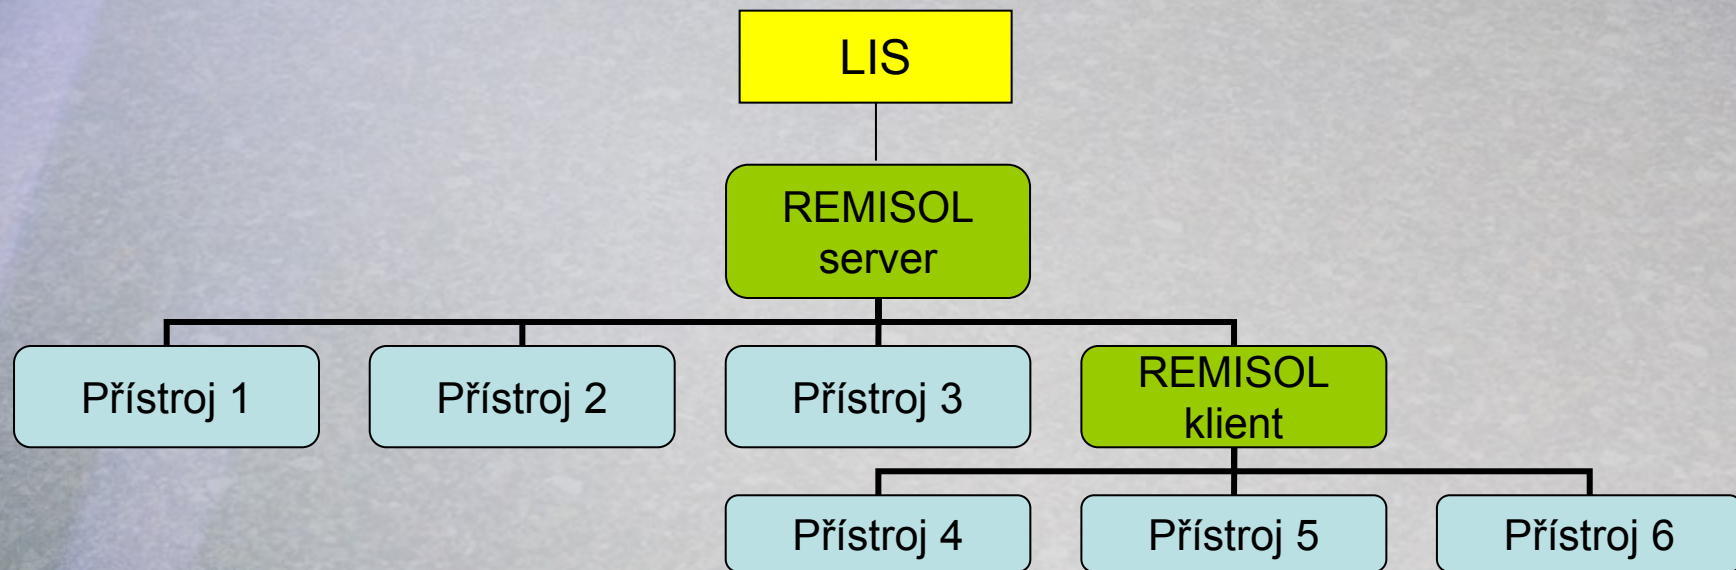 LIS
REMISOL
server
Přístroj 1
Přístroj 2
Přístroj 3
REMISOL
klient
Přístroj 4
Přístroj 5
Přístroj 6